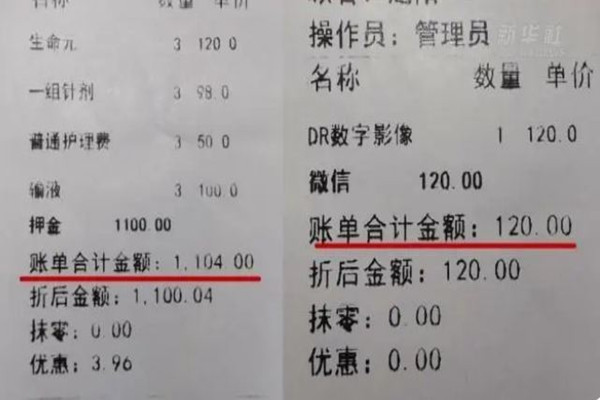 名称 数量 单价
生命元 3 120.0
一组针剂 3 98.0
普通护理费 3 50.0
输液 3 100.0
押金 1100.00
账单合计金额: 1,104.00
折后金额: 1,100.04
抹零: 0.00
优惠: 3.96
新华社
操作员: 管理员
名称 数量 单价
DR数字影像 1 120.0
微信 120.00
账单合计金额: 120.00
折后金额: 120.00
抹零: 0.00
优惠: 0.00